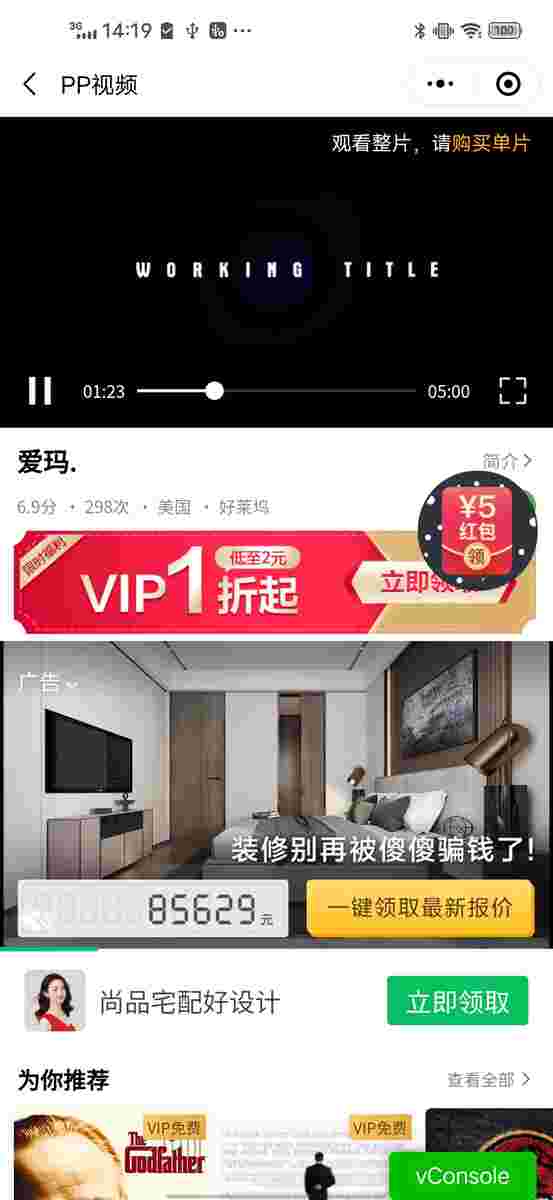 3G 14:19 100
PP视频
观看整片，请购买单片
WORKING TITLE
01:23 05:00
爱玛.
简介
6.9分 · 298次 · 美国 · 好莱坞
¥5
红包
领
限时福利
VIP1折起
低至2元
立即领
广告
装修别再被傻傻骗钱了!
85629元
一键领取最新报价
尚品宅配好设计
立即领取
为你推荐
查看全部
VIP免费
The
Godfather
VIP免费
vConsole